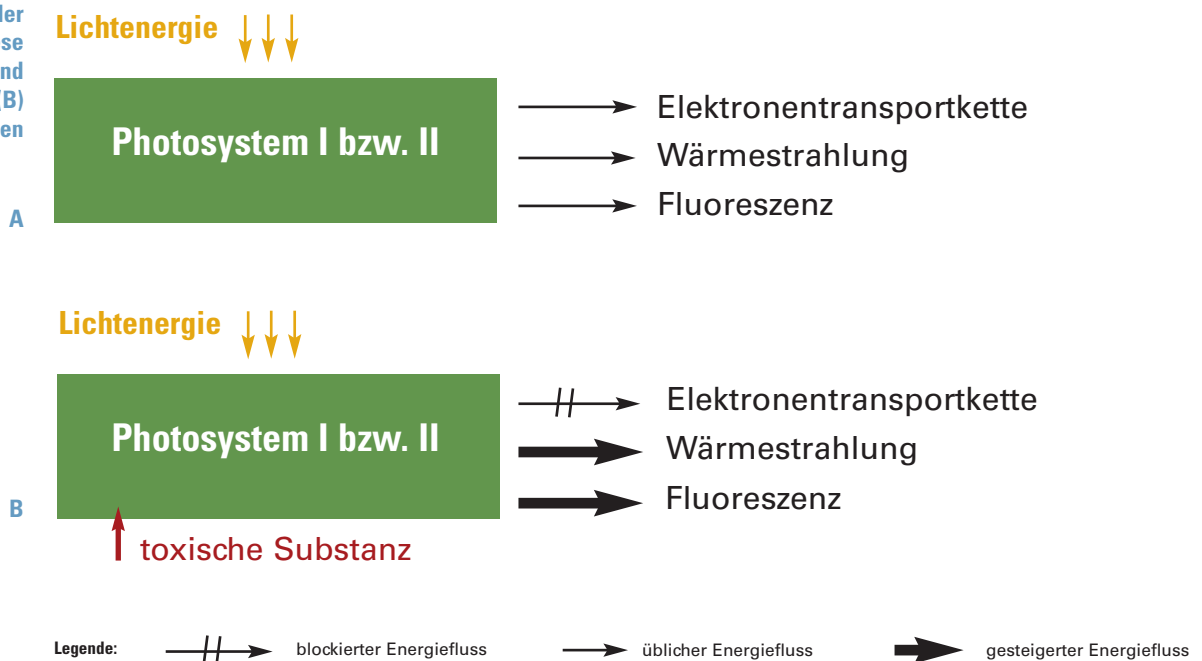 der
se
nd
(B)
en
Lichtenergie
Photosystem I bzw. II
Elektronentransportkette
Wärmestrahlung
Fluoreszenz
A
Lichtenergie
Photosystem I bzw. II
Elektronentransportkette
Wärmestrahlung
Fluoreszenz
B
toxische Substanz
Legende: blockierter Energiefluss üblicher Energiefluss gesteigerter Energiefluss